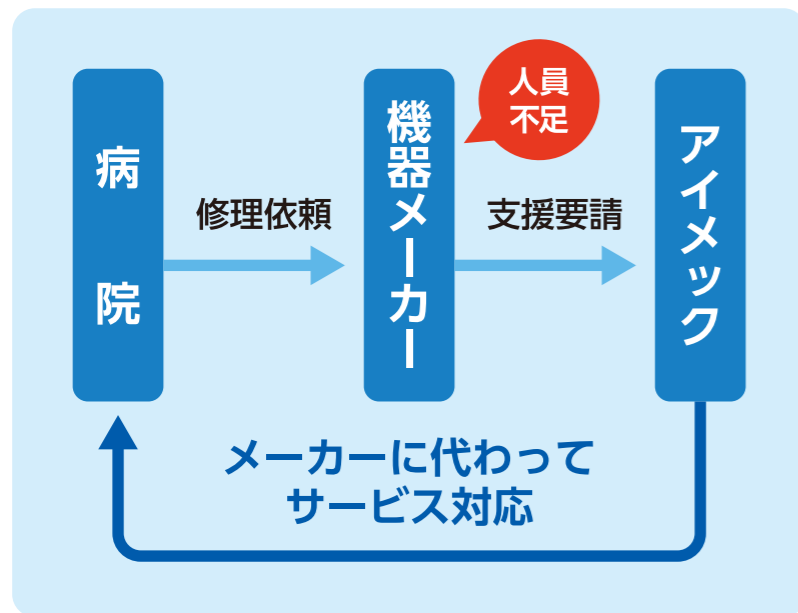 病院
修理依頼
機器メーカー
人員
不足
支援要請
アイメック
メーカーに代わって
サービス対応